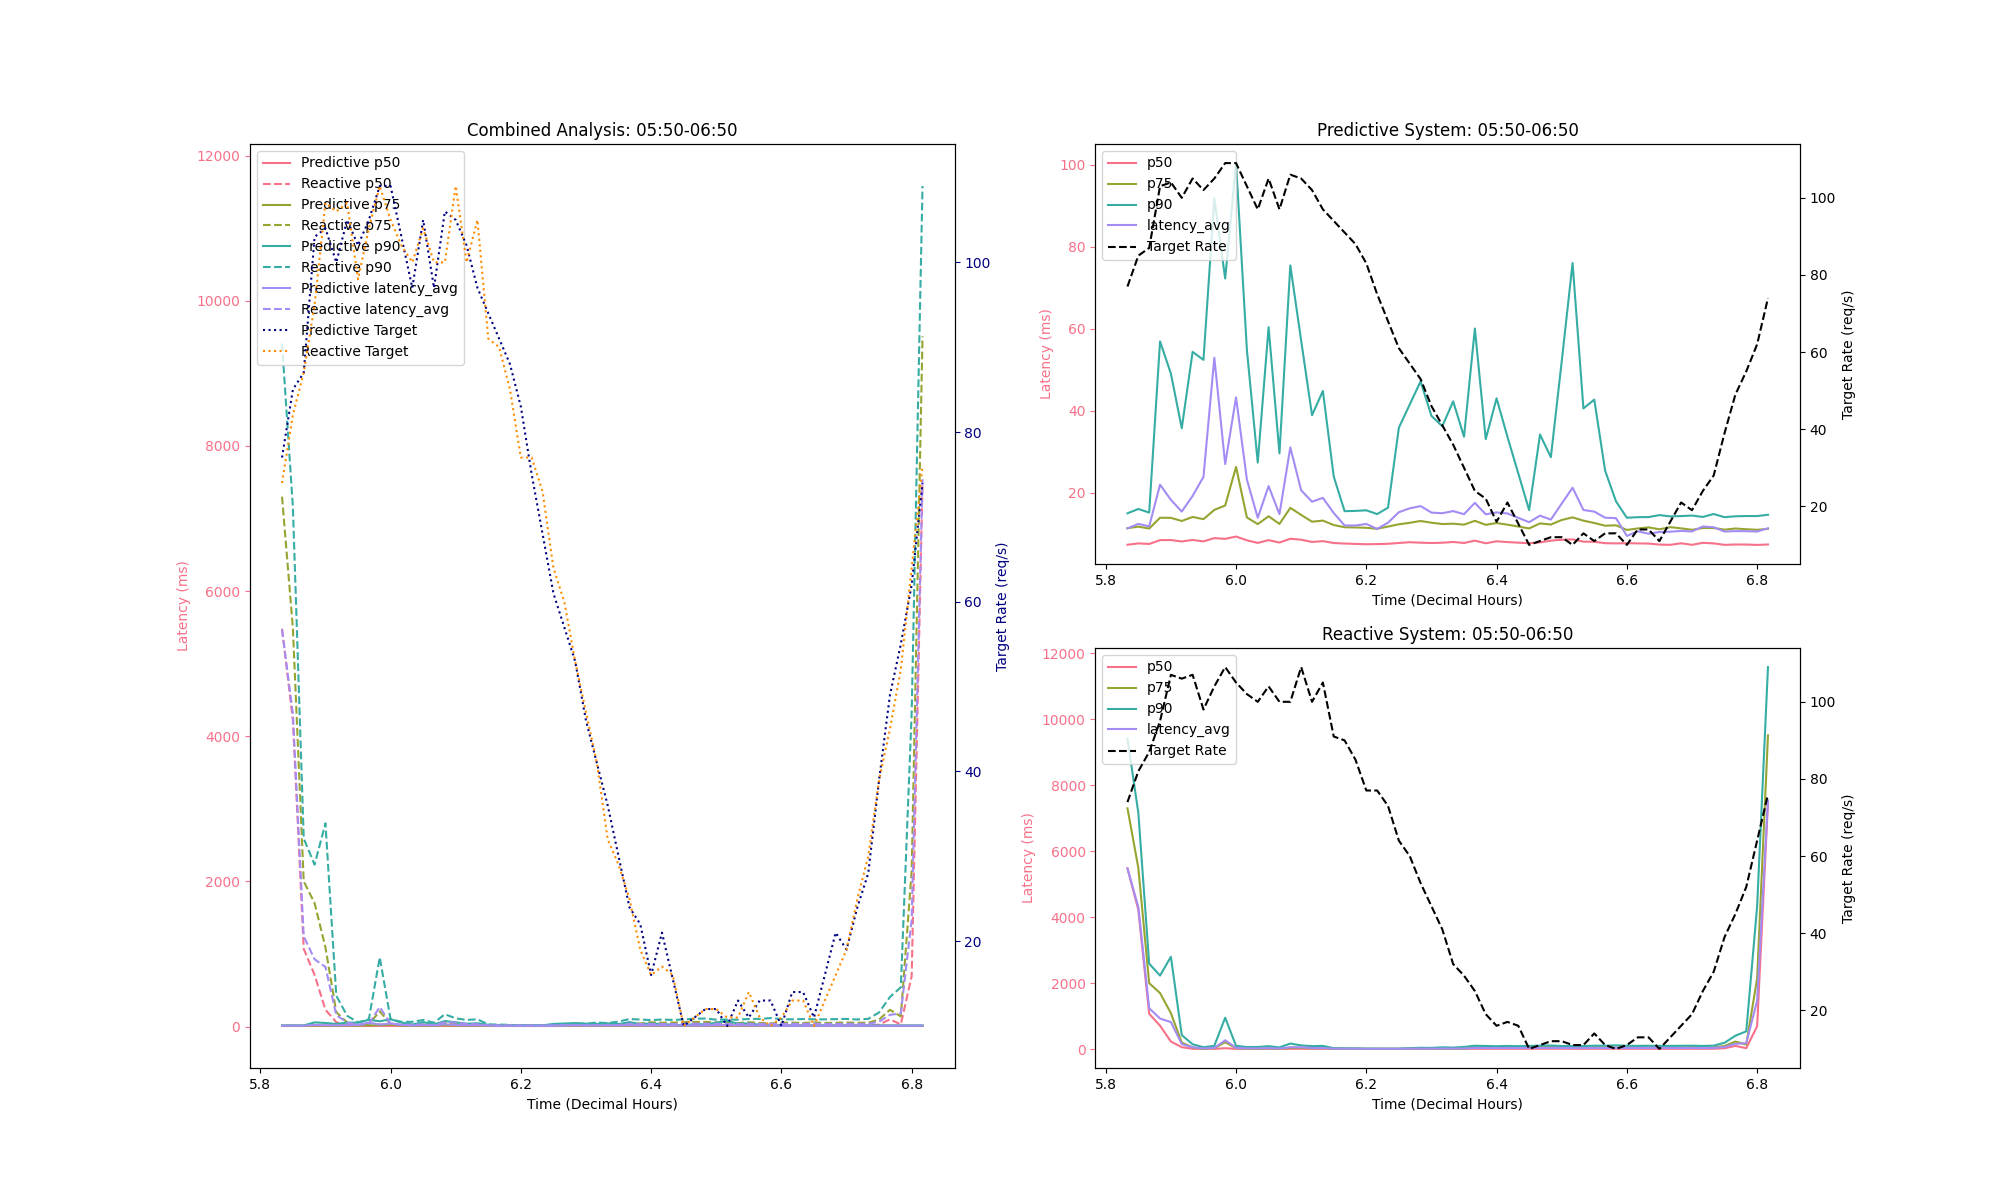 Combined Analysis: 05:50-06:50
12000
10000
8000
6000
4000
2000
0
Latency (ms)
Predictive p50
Reactive p50
Predictive p75
Reactive p75
Predictive p90
Reactive p90
Predictive latency_avg
Reactive latency_avg
Predictive Target
Reactive Target
100
80
60
40
20
Target Rate (req/s)
5.8 6.0 6.2 6.4 6.6 6.8
Time (Decimal Hours)
Predictive System: 05:50-06:50
100
80
60
40
20
Latency (ms)
p50
p75
p90
latency_avg
Target Rate
100
80
60
40
20
Target Rate (req/s)
5.8 6.0 6.2 6.4 6.6 6.8
Time (Decimal Hours)
Reactive System: 05:50-06:50
12000
10000
8000
6000
4000
2000
0
Latency (ms)
p50
p75
p90
latency_avg
Target Rate
100
80
60
40
20
Target Rate (req/s)
5.8 6.0 6.2 6.4 6.6 6.8
Time (Decimal Hours)